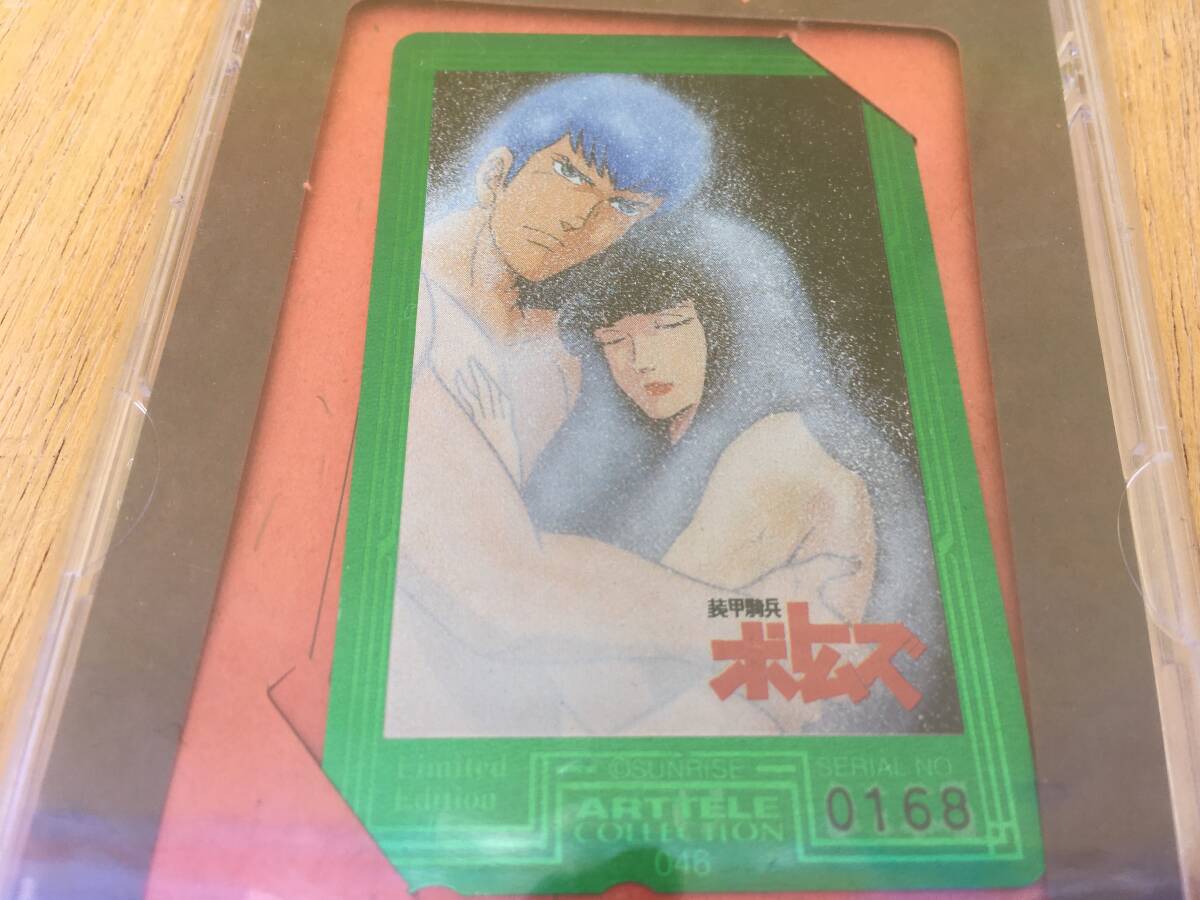 装甲騎兵
ボトムズ
Limited
Edition
©SUNRISE
ARTTELE
COLLECTION
046
SERIAL NO
0168